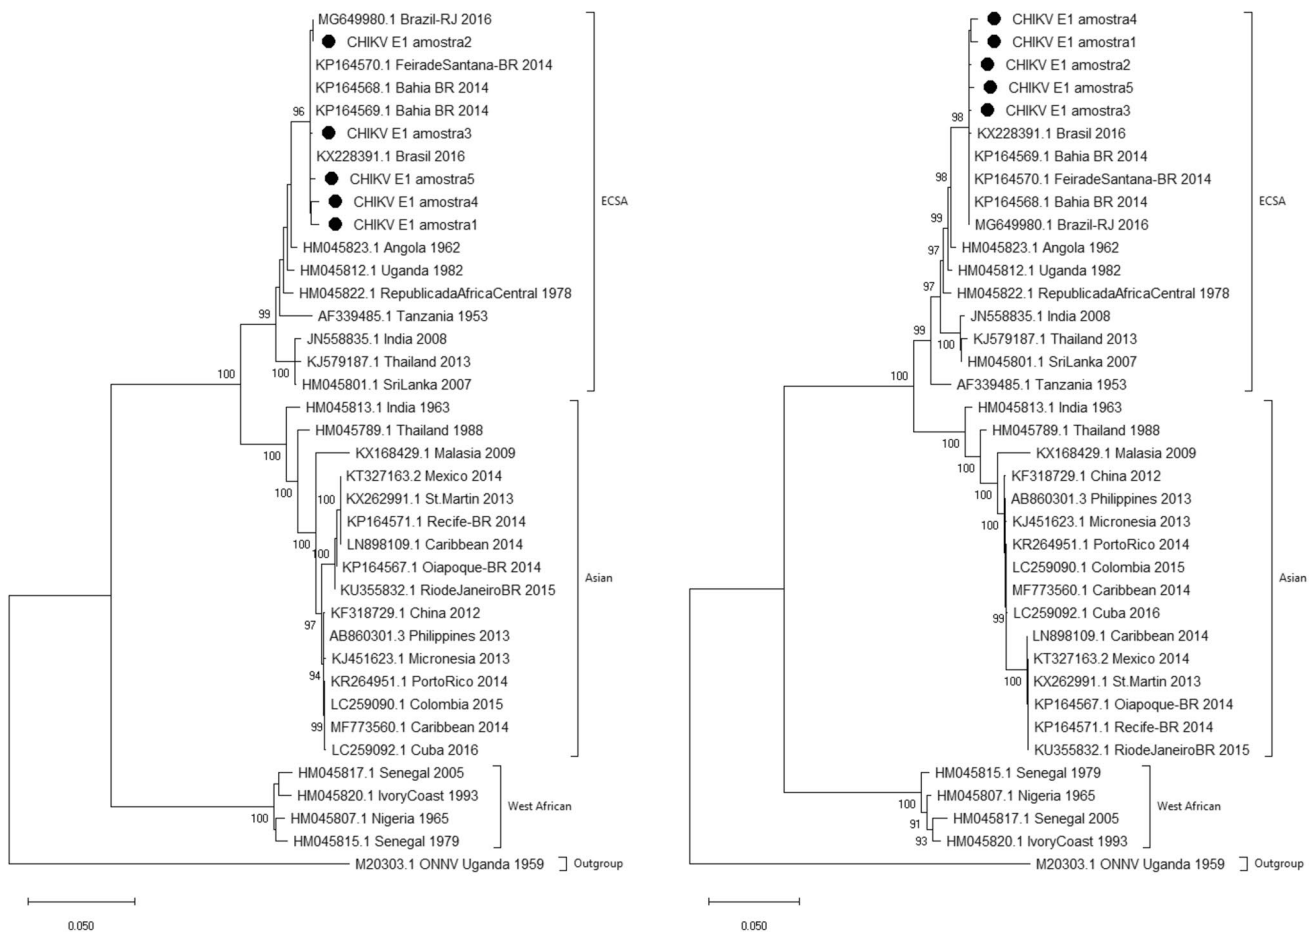 MG649980.1 Brazil-RJ 2016
CHIKV E1 amostra2
KP164570.1 FeiradeSantana-BR 2014
KP164568.1 Bahia BR 2014
96
KP164569.1 Bahia BR 2014
CHIKV E1 amostra3
KX228391.1 Brasil 2016
CHIKV E1 amostra5
CHIKV E1 amostra4
ECSA
CHIKV E1 amostra1
HM045823.1 Angola 1962
HM045812.1 Uganda 1982
HM045822.1 RepublicadaAfricaCentral 1978
99
AF339485.1 Tanzania 1953
JN558835.1 India 2008
KJ579187.1 Thailand 2013
100
100
HM045801.1 SriLanka 2007
HM045813.1 India 1963
HM045789.1 Thailand 1988
100
KX168429.1 Malasia 2009
KT327163.2 Mexico 2014
100
100
KX262991.1 St.Martin 2013
KP164571.1 Recife-BR 2014
100
100
LN898109.1 Caribbean 2014
KP164567.1 Oiapoque-BR 2014
Asian
KU355832.1 RiodeJaneiroBR 2015
KF318729.1 China 2012
97
AB860301.3 Philippines 2013
KJ451623.1 Micronesia 2013
94
KR264951.1 PortoRico 2014
LC259090.1 Colombia 2015
99
MF773560.1 Caribbean 2014
LC259092.1 Cuba 2016
HM045817.1 Senegal 2005
HM045820.1 IvoryCoast 1993
West African
100
HM045807.1 Nigeria 1965
HM045815.1 Senegal 1979
M20303.1 ONNV Uganda 1959
Outgroup
0.050
CHIKV E1 amostra4
CHIKV E1 amostra1
CHIKV E1 amostra2
CHIKV E1 amostra5
CHIKV E1 amostra3
98
KX228391.1 Brasil 2016
KP164569.1 Bahia BR 2014
98
KP164570.1 FeiradeSantana-BR 2014
KP164568.1 Bahia BR 2014
ECSA
99
MG649980.1 Brazil-RJ 2016
97
HM045823.1 Angola 1962
HM045812.1 Uganda 1982
97
HM045822.1 RepublicadaAfricaCentral 1978
JN558835.1 India 2008
99
100
KJ579187.1 Thailand 2013
HM045801.1 SriLanka 2007
100
AF339485.1 Tanzania 1953
HM045813.1 India 1963
HM045789.1 Thailand 1988
100
KX168429.1 Malasia 2009
100
KF318729.1 China 2012
100
AB860301.3 Philippines 2013
100
KJ451623.1 Micronesia 2013
KR264951.1 PortoRico 2014
LC259090.1 Colombia 2015
Asian
MF773560.1 Caribbean 2014
99
LC259092.1 Cuba 2016
LN898109.1 Caribbean 2014
KT327163.2 Mexico 2014
100
KX262991.1 St.Martin 2013
KP164567.1 Oiapoque-BR 2014
KP164571.1 Recife-BR 2014
KU355832.1 RiodeJaneiroBR 2015
HM045815.1 Senegal 1979
100
HM045807.1 Nigeria 1965
West African
91
HM045817.1 Senegal 2005
93
HM045820.1 IvoryCoast 1993
M20303.1 ONNV Uganda 1959
Outgroup
0.050